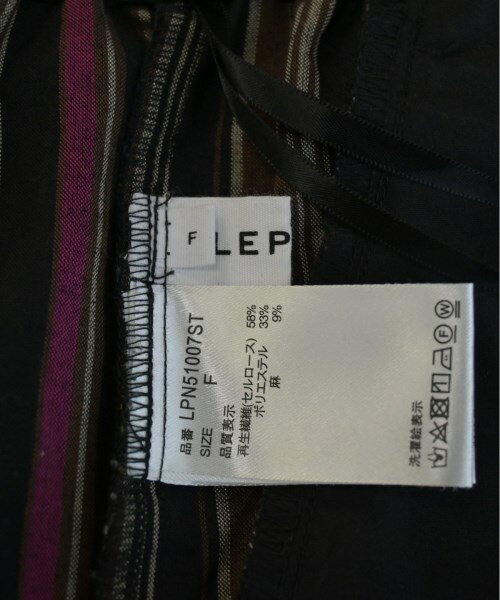 F
LEP
品番 LPN51007ST
SIZE F
品質表示
再生繊維(セルロース) 58%
ポリエステル 33%
麻 9%
洗濯絵表示